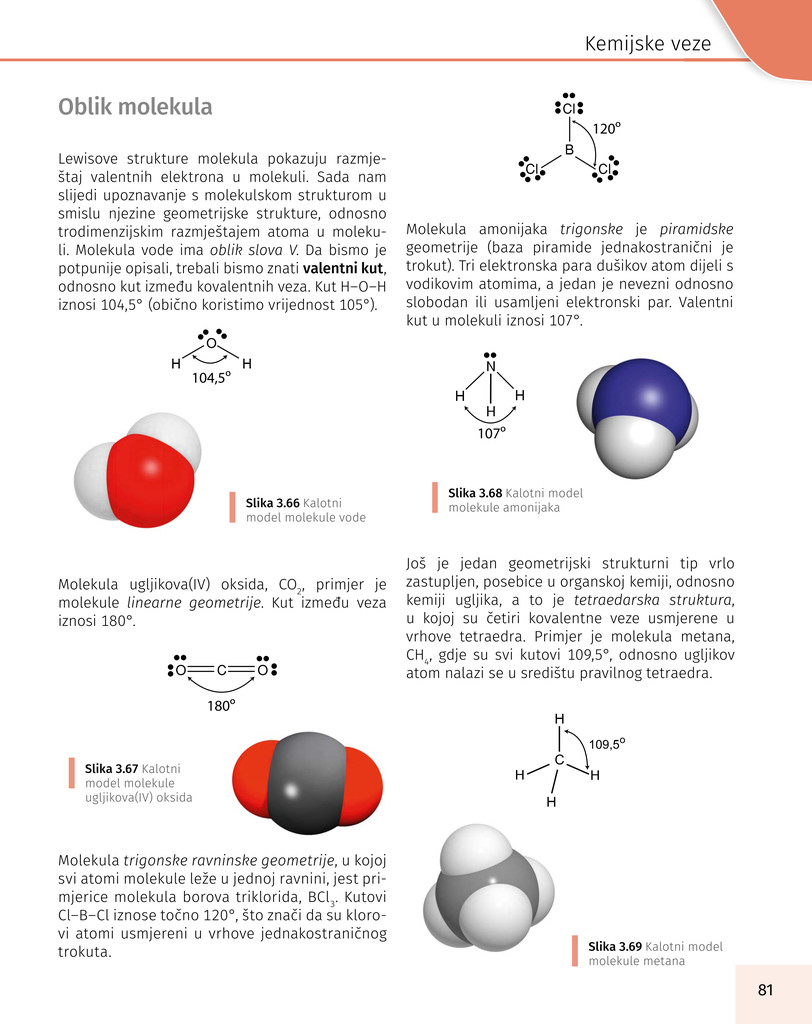 Kemijske veze
Oblik molekula
Lewisove strukture molekula pokazuju razmje-
štaj valentnih elektrona u molekuli. Sada nam
slijedi upoznavanje s molekulskom strukturom u
smislu njezine geometrijske strukture, odnosno
trodimenzijskim razmještajem atoma u moleku-
li. Molekula vode ima oblik slova V. Da bismo je
potpunije opisali, trebali bismo znati valentni kut,
odnosno kut između kovalentnih veza. Kut H–O–H
iznosi 104,5° (obično koristimo vrijednost 105°).
O
H H
104,5°
Slika 3.66 Kalotni
model molekule vode
Molekula ugljikova(IV) oksida, CO₂, primjer je
molekule linearne geometrije. Kut između veza
iznosi 180°.
O C O
180°
Slika 3.67 Kalotni
model molekule
ugljikova(IV) oksida
Molekula trigonske ravninske geometrije, u kojoj
svi atomi molekule leže u jednoj ravnini, jest pri-
mjerice molekula borova triklorida, BCl₃. Kutovi
Cl–B–Cl iznose točno 120°, što znači da su kloro-
vi atomi usmjereni u vrhove jednakostraničnog
trokuta.
Cl
120°
B
Cl Cl
Molekula amonijaka trigonske je piramidske
geometrije (baza piramide jednakostranični je
trokut). Tri elektronska para dušikov atom dijeli s
vodikovim atomima, a jedan je nevezni odnosno
slobodan ili usamljeni elektronski par. Valentni
kut u molekuli iznosi 107°.
N
H H
H
107°
Slika 3.68 Kalotni model
molekule amonijaka
Još je jedan geometrijski strukturni tip vrlo
zastupljen, posebice u organskoj kemiji, odnosno
kemiji ugljika, a to je tetraedarska struktura,
u kojoj su četiri kovalentne veze usmjerene u
vrhove tetraedra. Primjer je molekula metana,
CH₄, gdje su svi kutovi 109,5°, odnosno ugljikov
atom nalazi se u središtu pravilnog tetraedra.
H
109,5°
C
H H
H
Slika 3.69 Kalotni model
molekule metana
81